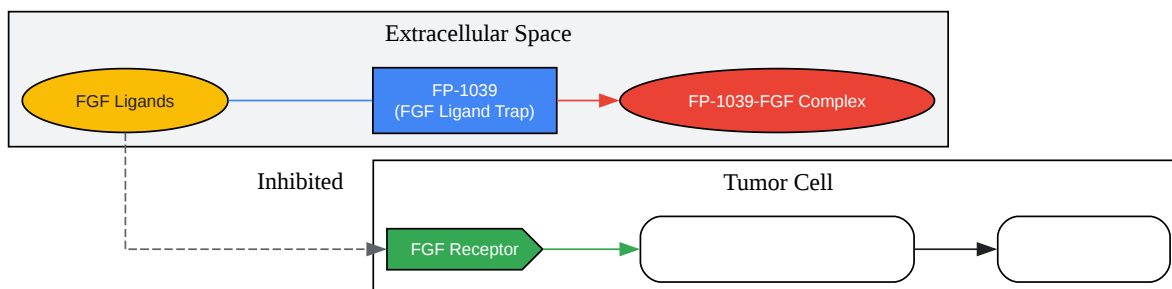 Extracellular Space
FGF Ligands
FP-1039
(FGF Ligand Trap)
FP-1039-FGF Complex
Inhibited
Tumor Cell
FGF Receptor